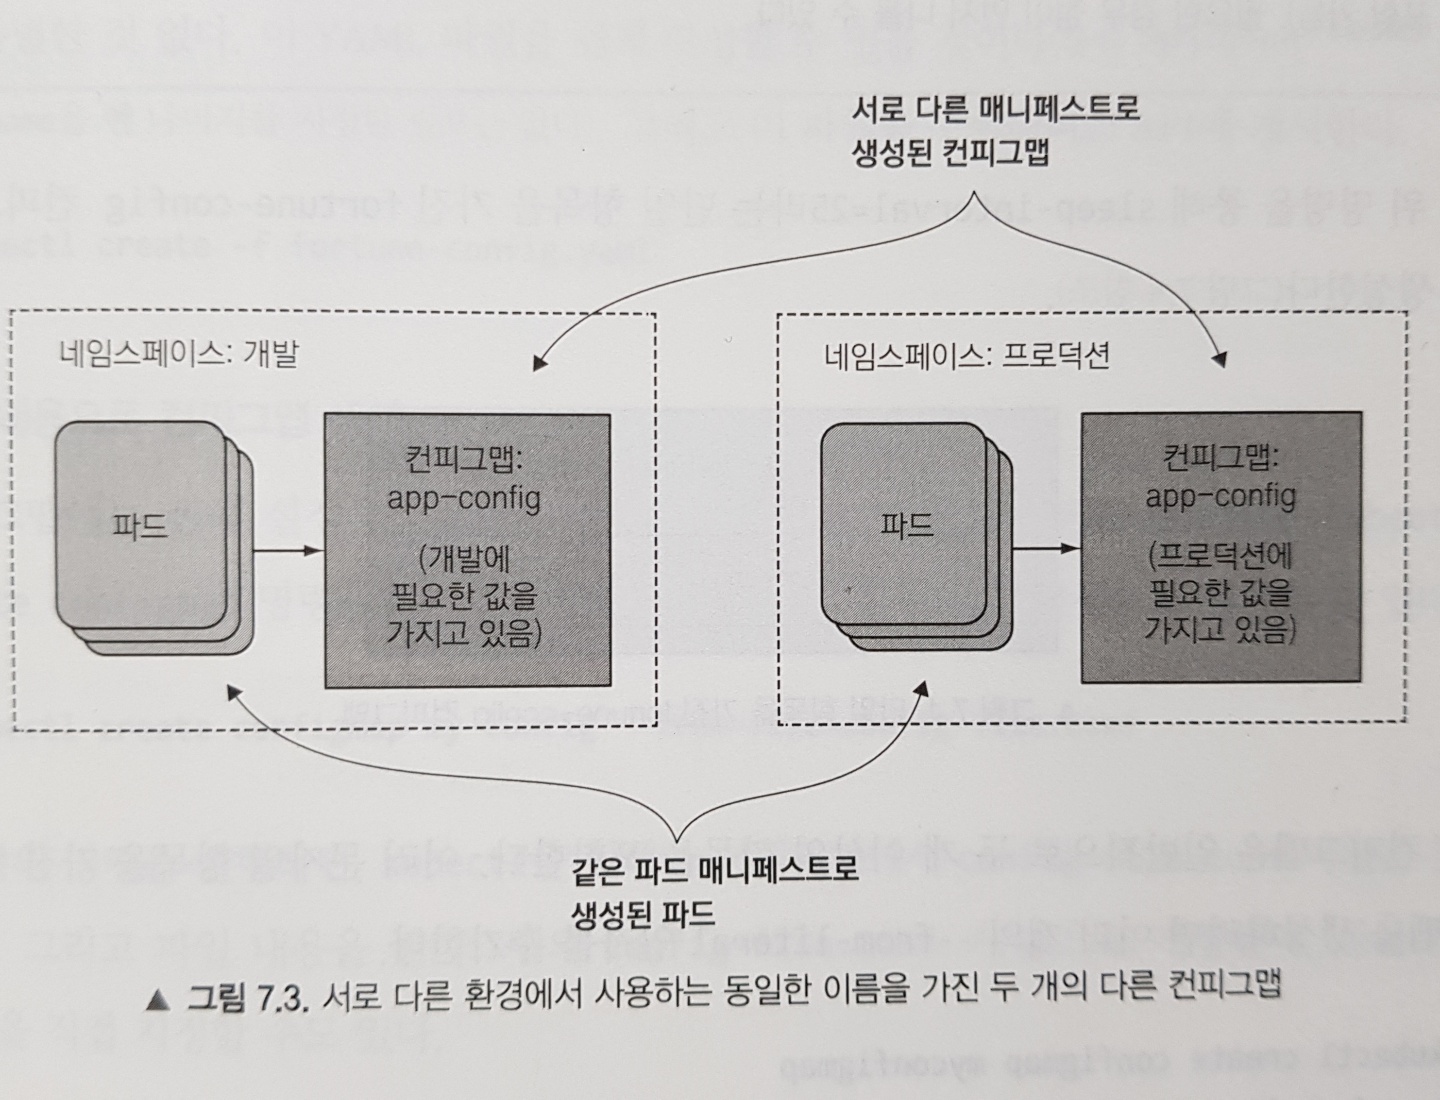 서로 다른 매니페스트로
생성된 컨피그맵
네임스페이스: 개발
파드
컨피그맵:
app-config
(개발에
필요한 값을
가지고 있음)
네임스페이스: 프로덕션
파드
컨피그맵:
app-config
(프로덕션에
필요한 값을
가지고 있음)
같은 파드 매니페스트로
생성된 파드
▲ 그림 7.3. 서로 다른 환경에서 사용하는 동일한 이름을 가진 두 개의 다른 컨피그맵